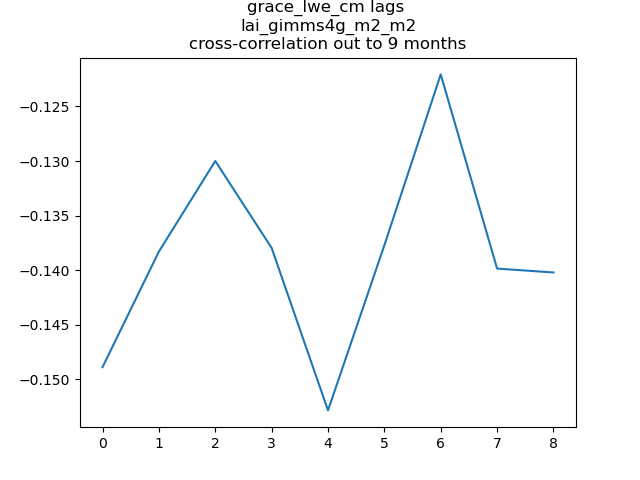 grace_lwe_cm lags
lai_gimms4g_m2_m2
cross-correlation out to 9 months
−0.125
−0.130
−0.135
−0.140
−0.145
−0.150
0 1 2 3 4 5 6 7 8